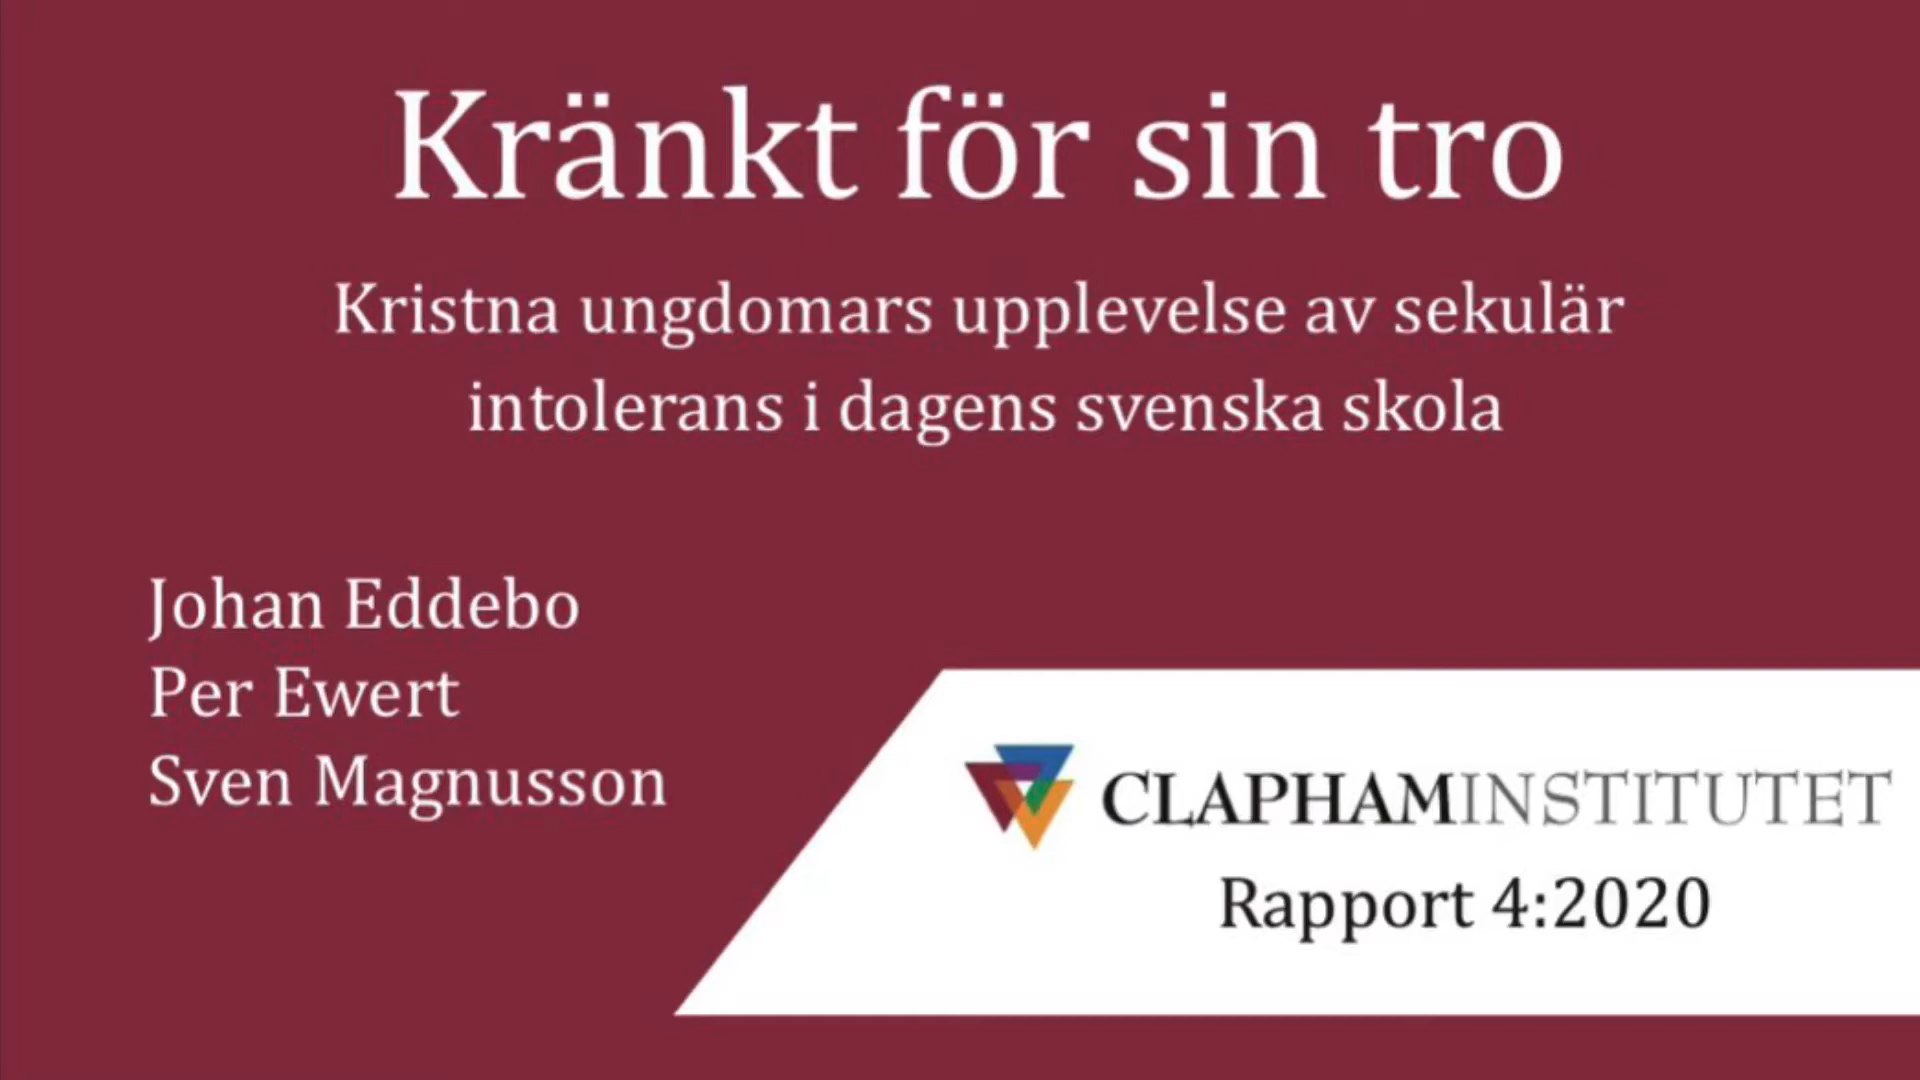 Kränkt för sin tro
Kristna ungdomars upplevelse av sekulär
intolerans i dagens svenska skola
Johan Eddebo
Per Ewert
Sven Magnusson
CLAPHAMINSTITUTET
Rapport 4:2020